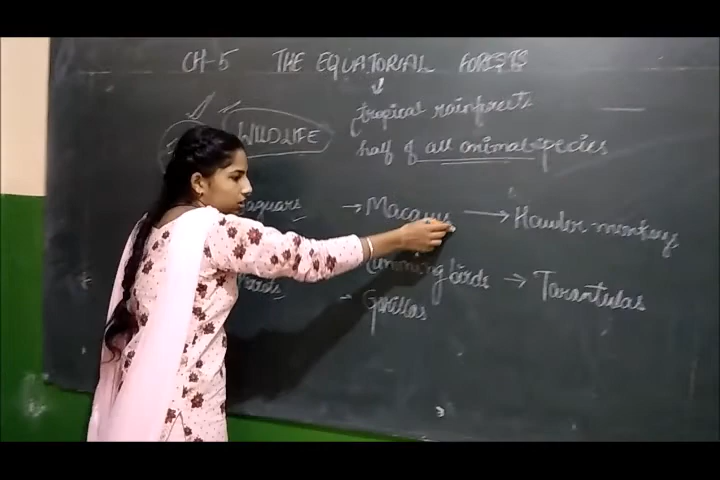 CH-5 THE EQUATORIAL FORESTS
↓
tropical rainforests
WILDLIFE
half of all animal species
Jaguars → Macaws → Howler monkeys
Humming birds → Tarantulas
Parrots → Gorillas